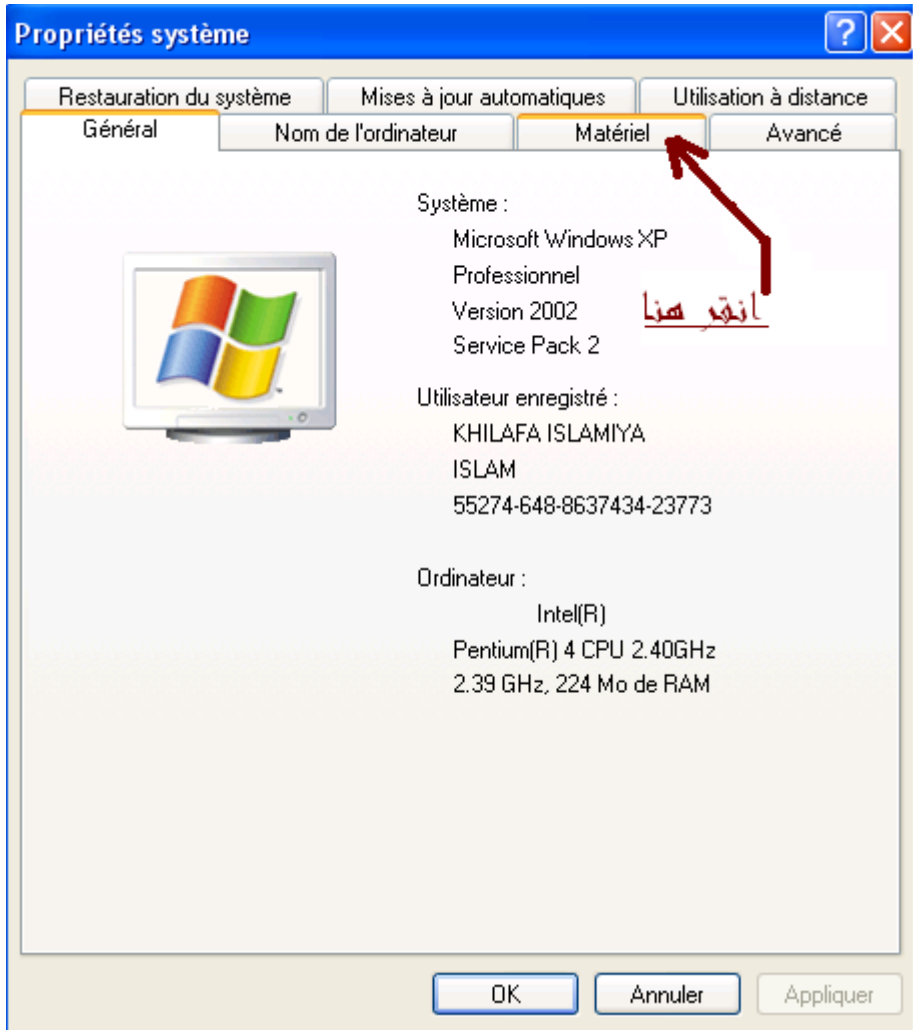 Propriétés système
Restauration du système
Mises à jour automatiques
Utilisation à distance
Général
Nom de l'ordinateur
Matériel
Avancé
Système :
Microsoft Windows XP
Professionnel
Version 2002
Service Pack 2
انقر هنا
Utilisateur enregistré :
KHILAFA ISLAMIYA
ISLAM
55274-648-8637434-23773
Ordinateur :
Intel(R)
Pentium(R) 4 CPU 2.40GHz
2.39 GHz, 224 Mo de RAM
OK
Annuler
Appliquer